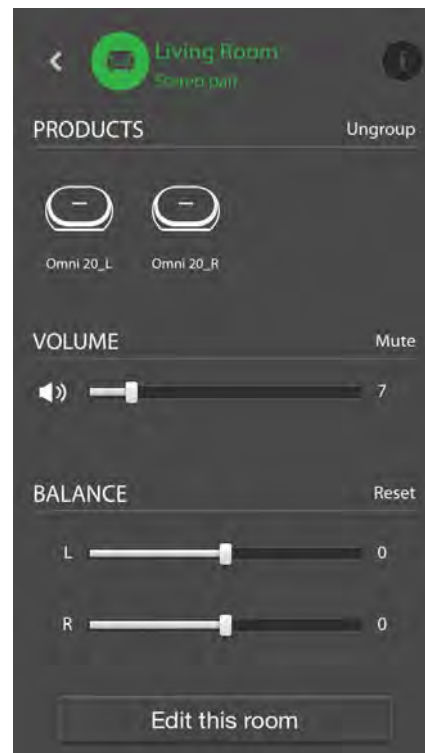 Living Room
Stereo pair
PRODUCTS Ungroup
Omni 20_L Omni 20_R
VOLUME Mute
7
BALANCE Reset
L 0
R 0
Edit this room